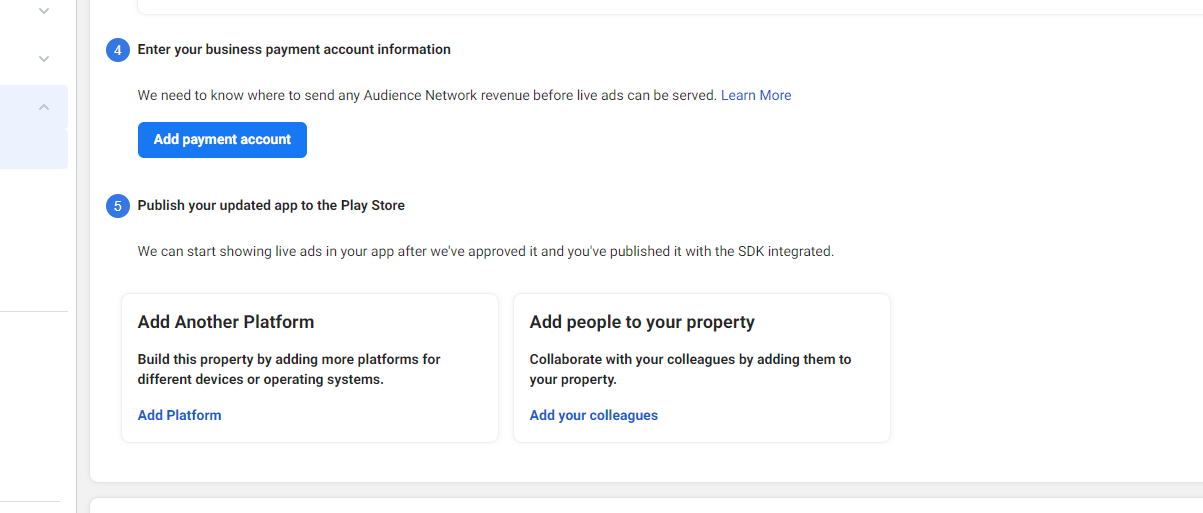 4 Enter your business payment account information
We need to know where to send any Audience Network revenue before live ads can be served. Learn More
Add payment account
5 Publish your updated app to the Play Store
We can start showing live ads in your app after we've approved it and you've published it with the SDK integrated.
Add Another Platform
Build this property by adding more platforms for
different devices or operating systems.
Add Platform
Add people to your property
Collaborate with your colleagues by adding them to
your property.
Add your colleagues